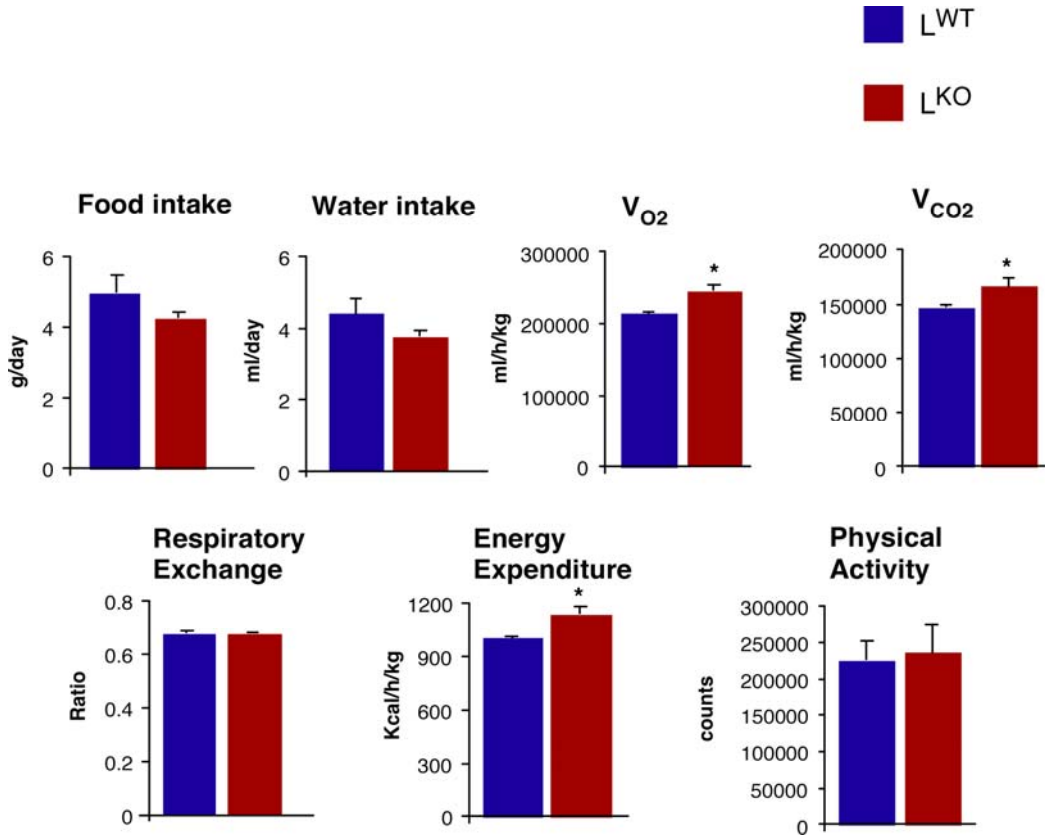 L^WT
L^KO
Food intake
6
4
2
0
g/day
Water intake
6
4
2
0
ml/day
V_O2
300000
200000
100000
0
ml/h/kg
*
V_CO2
200000
150000
100000
50000
0
ml/h/kg
*
Respiratory
Exchange
0.8
0.6
0.4
0.2
0
Ratio
Energy
Expenditure
*
1200
900
600
300
0
Kcal/h/kg
Physical
Activity
300000
250000
200000
150000
100000
50000
0
counts